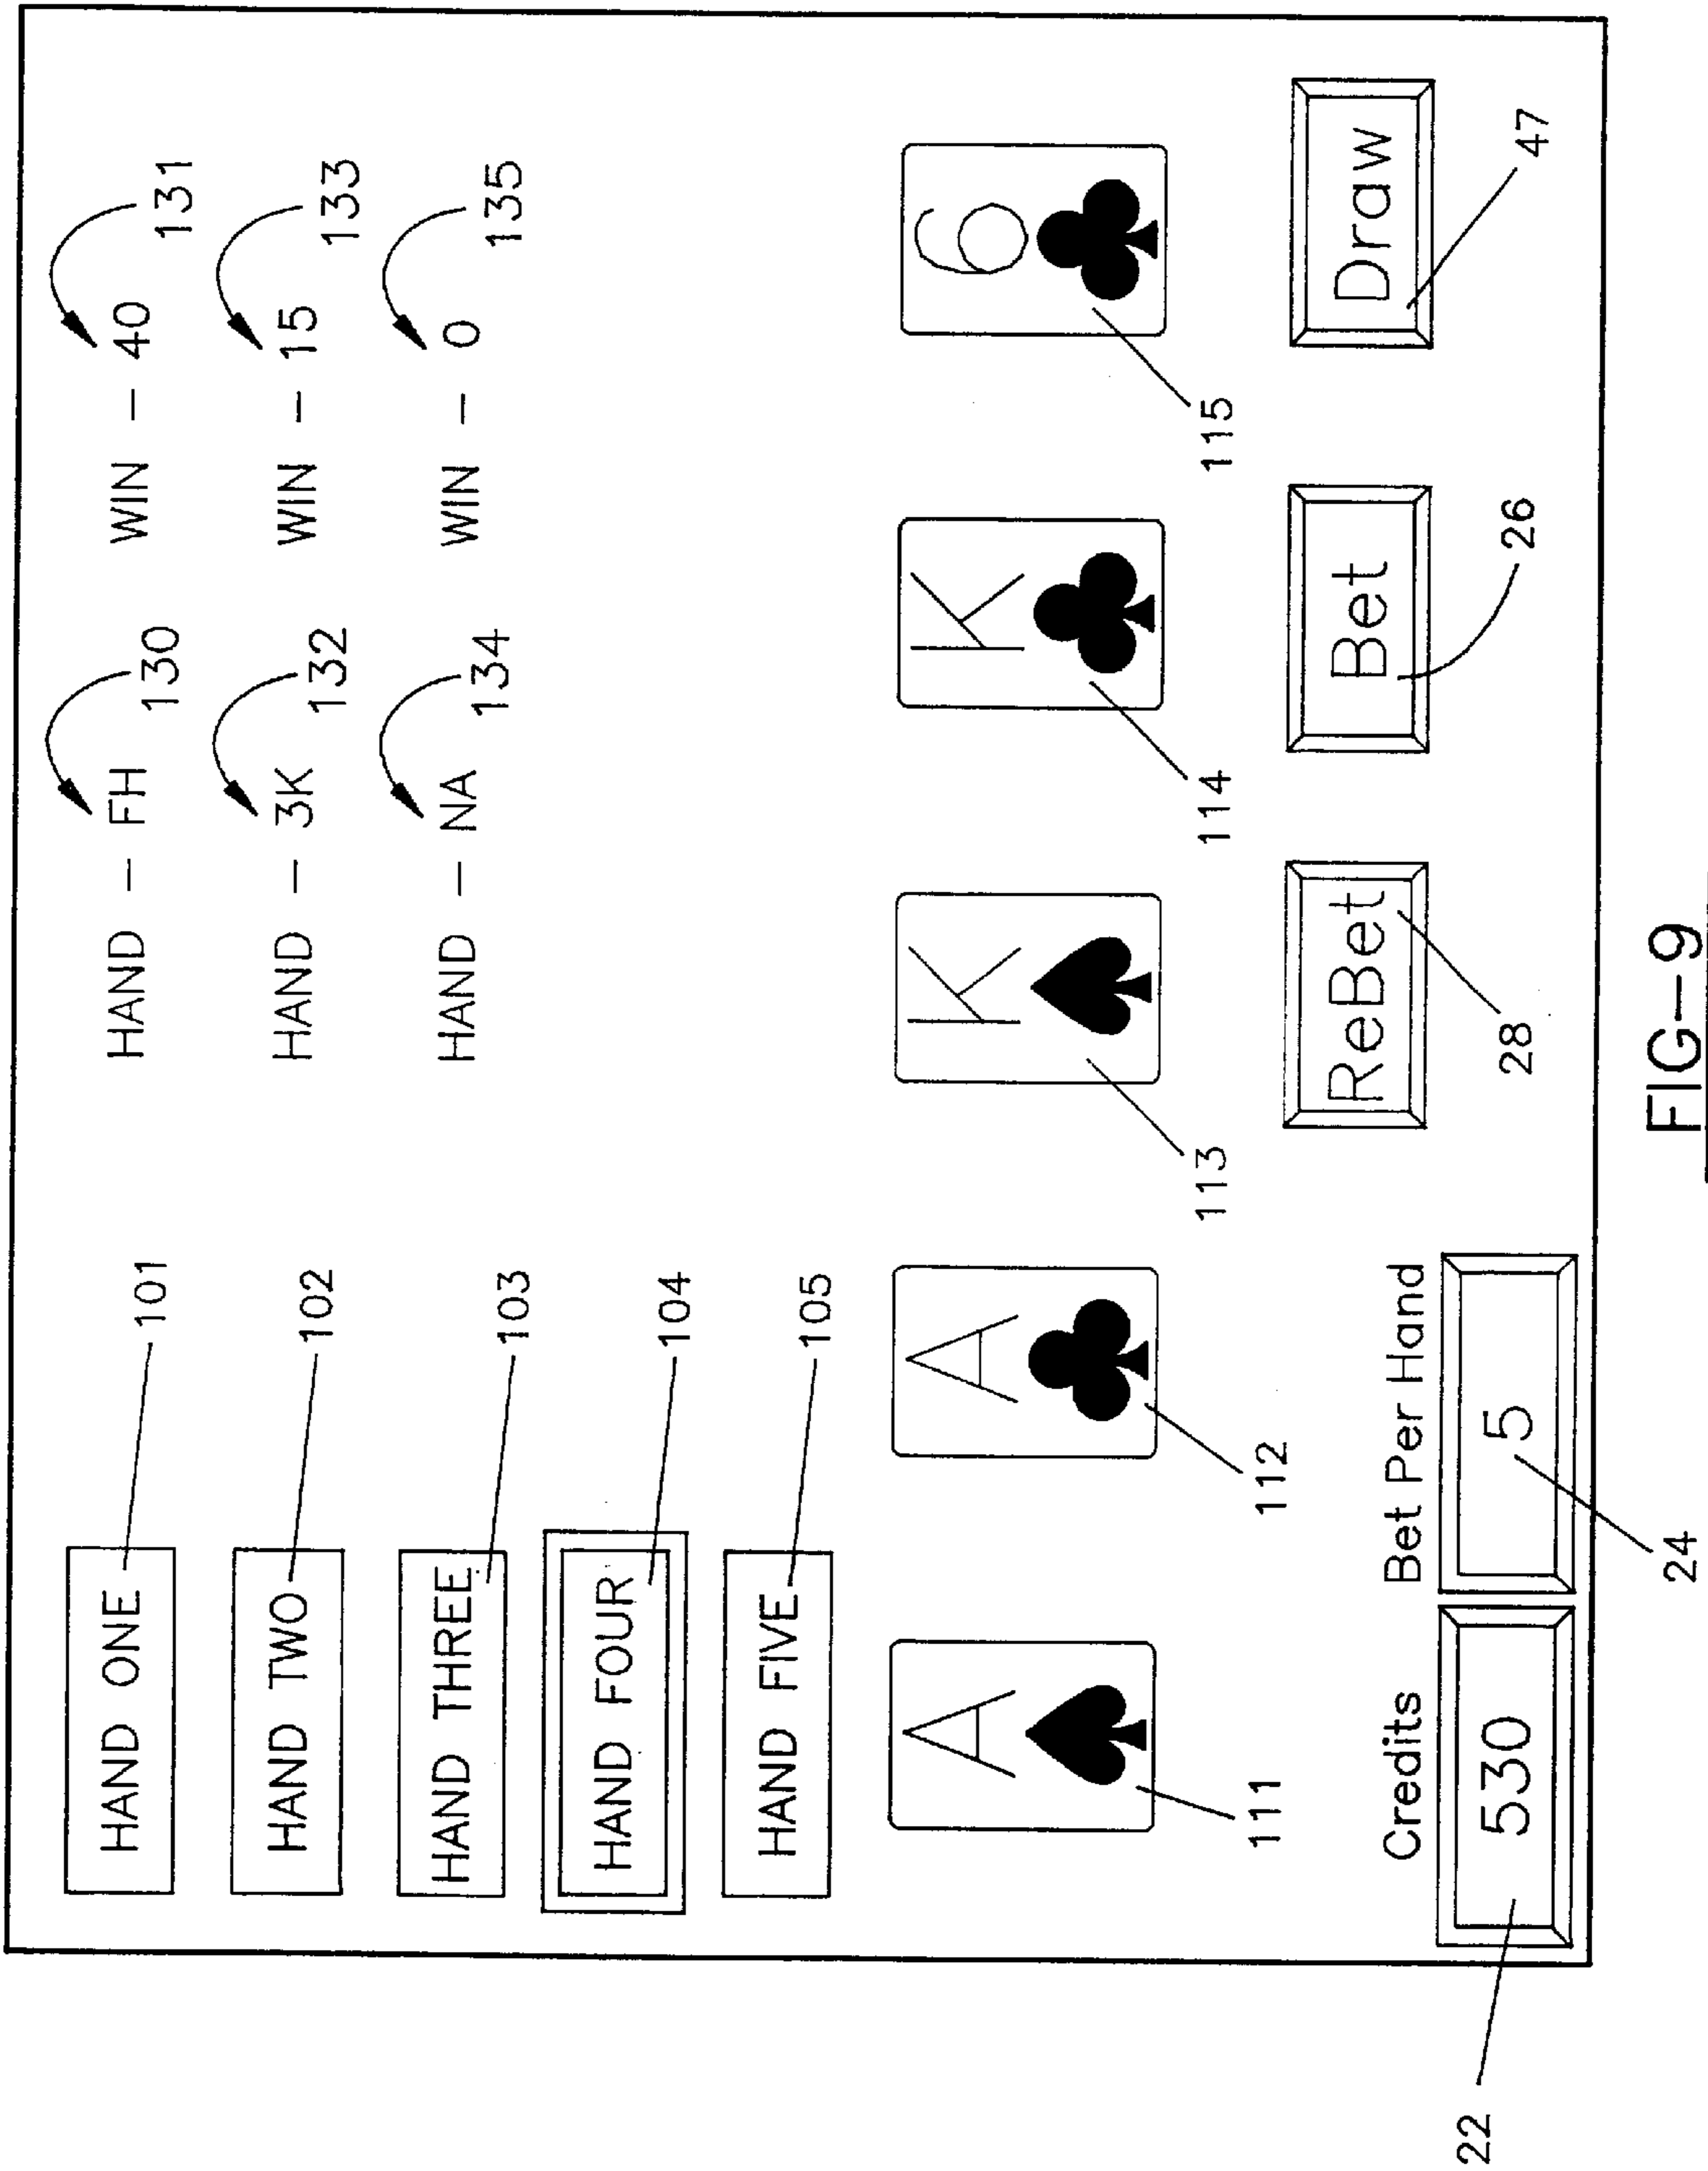 HAND ONE 101 HAND – FH 130 WIN – 40 131
HAND TWO 102 HAND – 3K 132 WIN – 15 133
HAND THREE 103 HAND – NA 134 WIN – 0 135
HAND FOUR 104
HAND FIVE 105
A A K K 6
111 112 113 114 115
Credits Bet Per Hand
530 5 ReBet Bet Draw
22 24 28 26 47
FIG–9